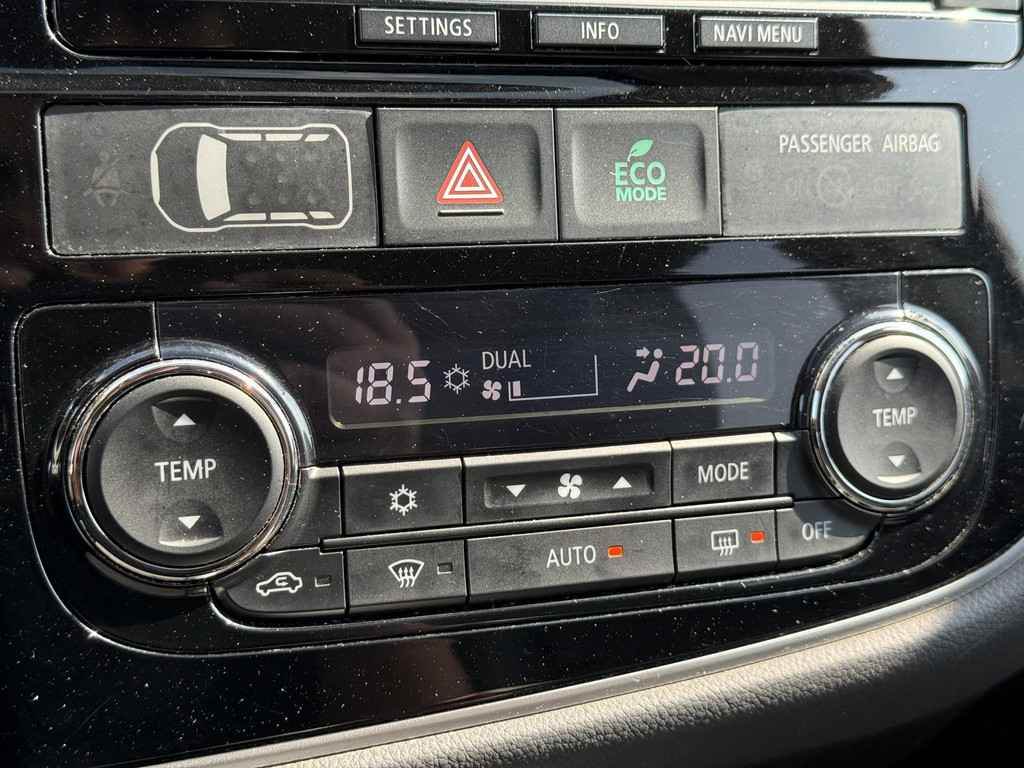 SETTINGS INFO NAVI MENU
ECO
MODE
PASSENGER AIRBAG
18.5 DUAL 20.0
TEMP
TEMP
MODE
AUTO
OFF